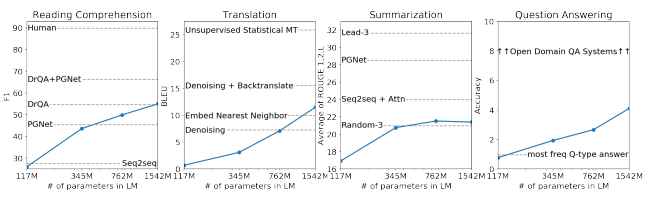 Reading Comprehension
90
80
70
60
50
40
30
F1
Human
DrQA+PGNet
DrQA
PGNet
Seq2seq
117M 345M 762M 1542M
# of parameters in LM
Translation
25
20
15
10
5
0
BLEU
Unsupervised Statistical MT
Denoising + Backtranslate
Embed Nearest Neighbor
Denoising
117M 345M 762M 1542M
# of parameters in LM
Summarization
32
30
28
26
24
22
20
18
16
Average of ROUGE 1,2,L
Lead-3
PGNet
Seq2seq + Attn
Random-3
117M 345M 762M 1542M
# of parameters in LM
Question Answering
10
8
6
4
2
0
Accuracy
↑↑Open Domain QA Systems↑↑
most freq Q-type answer
117M 345M 762M 1542M
# of parameters in LM